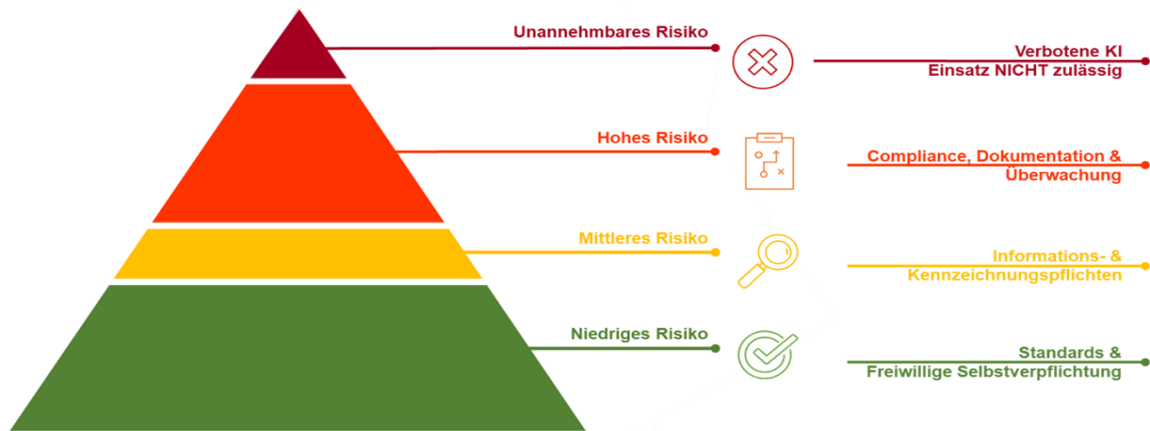 Unannehmbares Risiko
Verbotene KI
Einsatz NICHT zulässig
Hohes Risiko
Compliance, Dokumentation &
Überwachung
Mittleres Risiko
Informations- &
Kennzeichnungspflichten
Niedriges Risiko
Standards &
Freiwillige Selbstverpflichtung